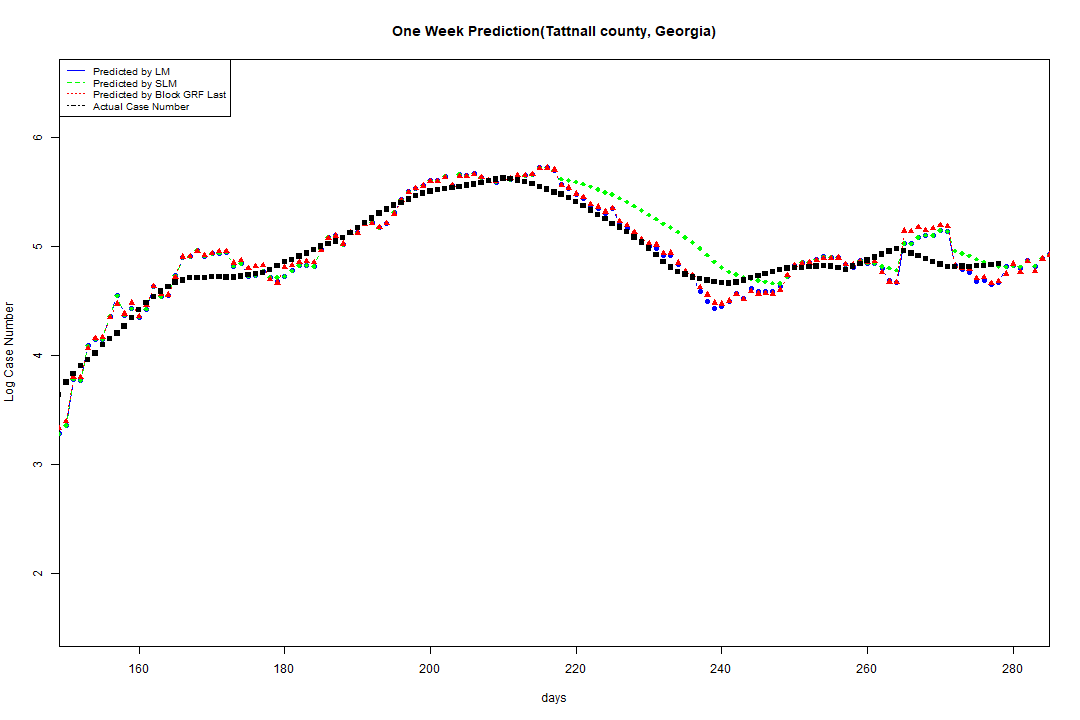 One Week Prediction(Tattnall county, Georgia)
Predicted by LM
Predicted by SLM
Predicted by Block GRF Last
Actual Case Number
6
5
4
3
2
Log Case Number
160 180 200 220 240 260 280
days